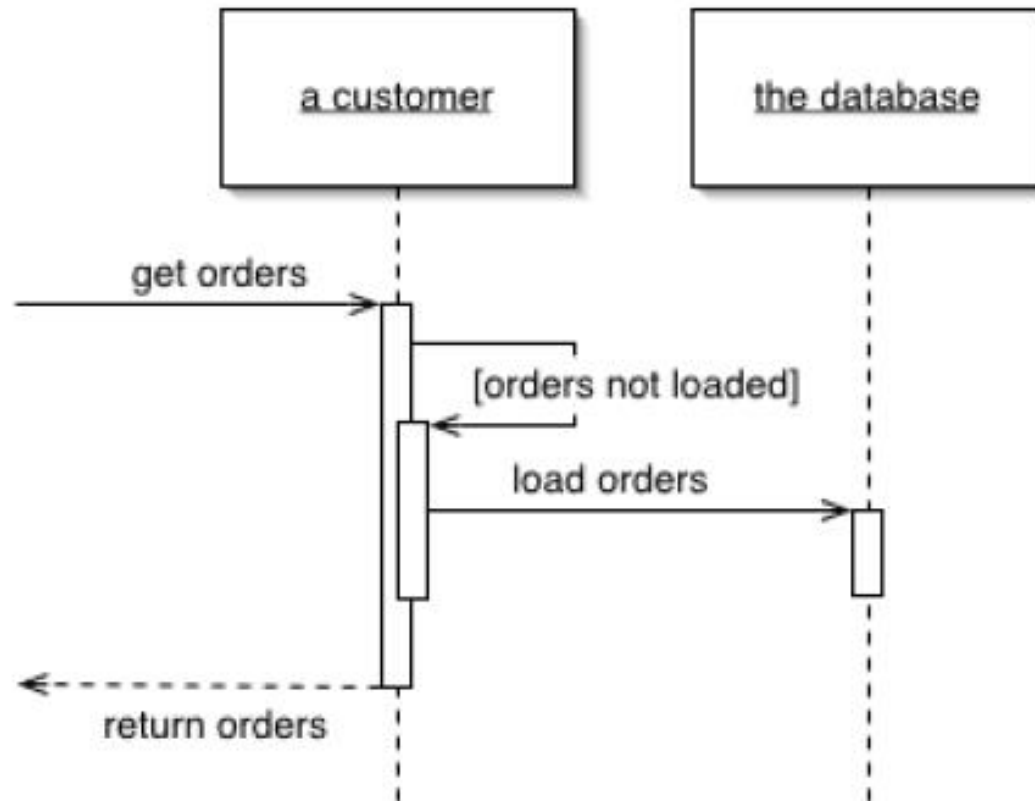 a customer
the database
get orders
[orders not loaded]
load orders
return orders